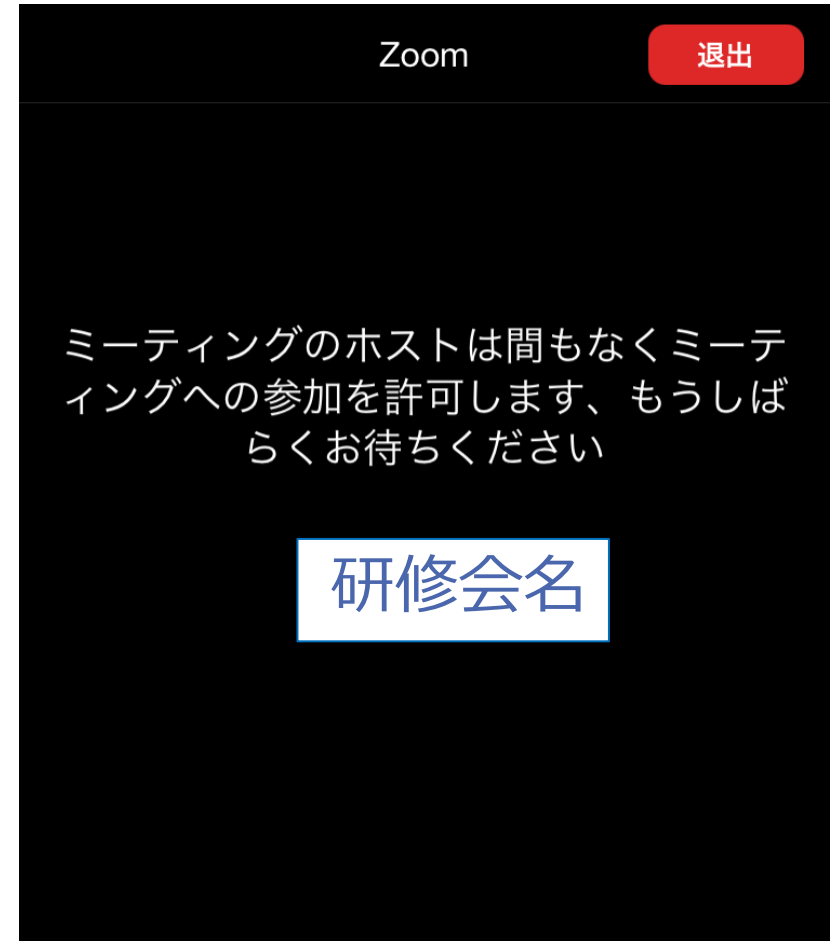 Zoom
退出
ミーティングのホストは間もなくミーテ
ィングへの参加を許可します、もうしば
らくお待ちください
研修会名